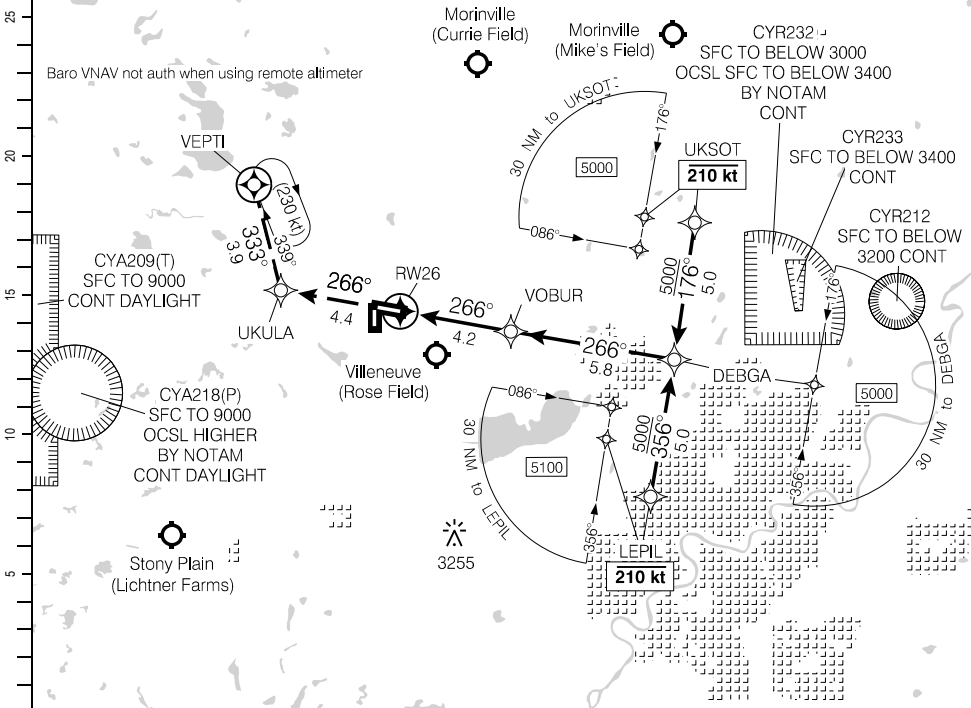 25
20
15
10
5
Morinville
(Currie Field)
Morinville
(Mike's Field)
CYR232
SFC TO BELOW 3000
OCSL SFC TO BELOW 3400
BY NOTAM
CONT
Baro VNAV not auth when using remote altimeter
CYR233
SFC TO BELOW 3400
CONT
CYR212
SFC TO BELOW
3200 CONT
VEPTI
(230 kt)
339°
333°
3.9
30 NM to UKSOT
5000
176°
086°
UKSOT
210 kt
5000
176°
5.0
CYA209(T)
SFC TO 9000
CONT DAYLIGHT
UKULA
266°
4.4
RW26
266°
4.2
VOBUR
266°
5.8
DEBGA
176°
5000
356°
30 NM to DEBGA
Villeneuve
(Rose Field)
CYA218(P)
SFC TO 9000
OCSL HIGHER
BY NOTAM
CONT DAYLIGHT
086°
5100
356°
30 NM to LEPIL
5000
356°
5.0
LEPIL
210 kt
3255
Stony Plain
(Lichtner Farms)